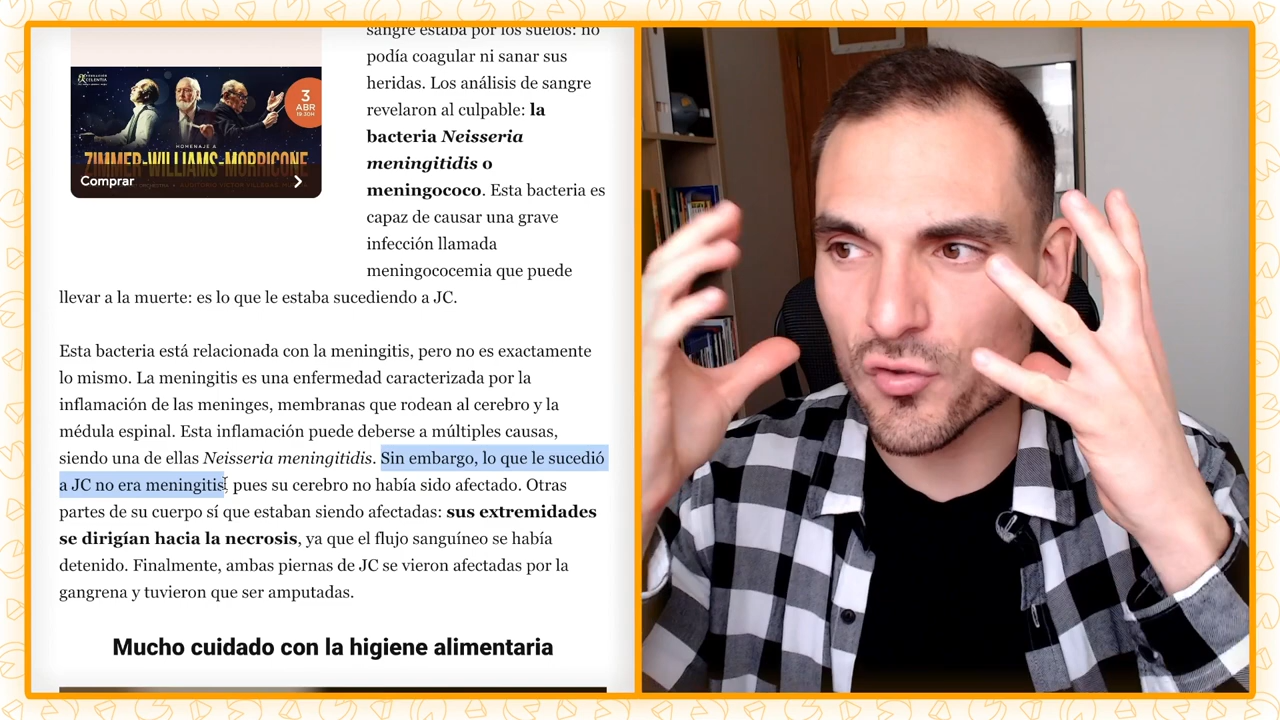 sangre estaba por los suelos: no
podía coagular ni sanar sus
heridas. Los análisis de sangre
revelaron al culpable: la
bacteria Neisseria
meningitidis o
meningococo. Esta bacteria es
capaz de causar una grave
infección llamada
meningococemia que puede
llevar a la muerte: es lo que le estaba sucediendo a JC.
3
ABR
19:30H
HOMENAJE A
ZIMMER-WILLIAMS-MORRICONE
Comprar
Esta bacteria está relacionada con la meningitis, pero no es exactamente
lo mismo. La meningitis es una enfermedad caracterizada por la
inflamación de las meninges, membranas que rodean al cerebro y la
médula espinal. Esta inflamación puede deberse a múltiples causas,
siendo una de ellas Neisseria meningitidis. Sin embargo, lo que le sucedió
a JC no era meningitis, pues su cerebro no había sido afectado. Otras
partes de su cuerpo sí que estaban siendo afectadas: sus extremidades
se dirigían hacia la necrosis, ya que el flujo sanguíneo se había
detenido. Finalmente, ambas piernas de JC se vieron afectadas por la
gangrena y tuvieron que ser amputadas.
Mucho cuidado con la higiene alimentaria